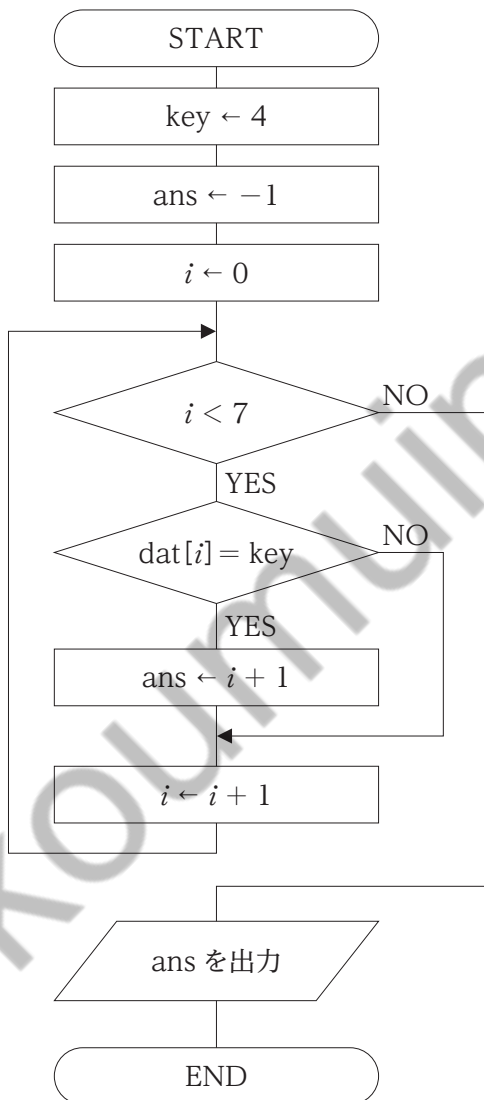 START
key ← 4
ans ← −1
i ← 0
i < 7
NO
YES
dat[i] = key
NO
YES
ans ← i + 1
i ← i + 1
ans を出力
END
koumuin